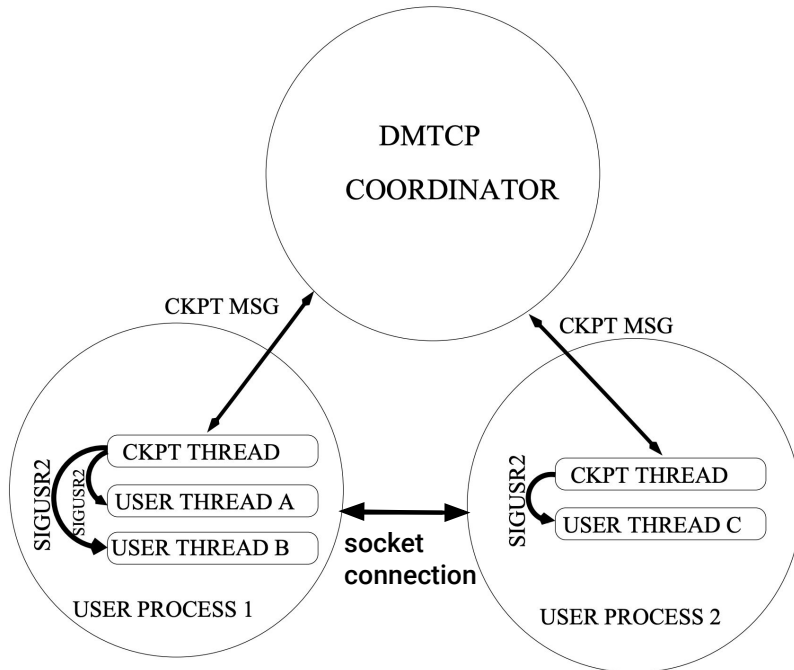 DMTCP
COORDINATOR
CKPT MSG
CKPT MSG
SIGUSR2
SIGUSR2
CKPT THREAD
USER THREAD A
USER THREAD B
USER PROCESS 1
socket
connection
SIGUSR2
CKPT THREAD
USER THREAD C
USER PROCESS 2